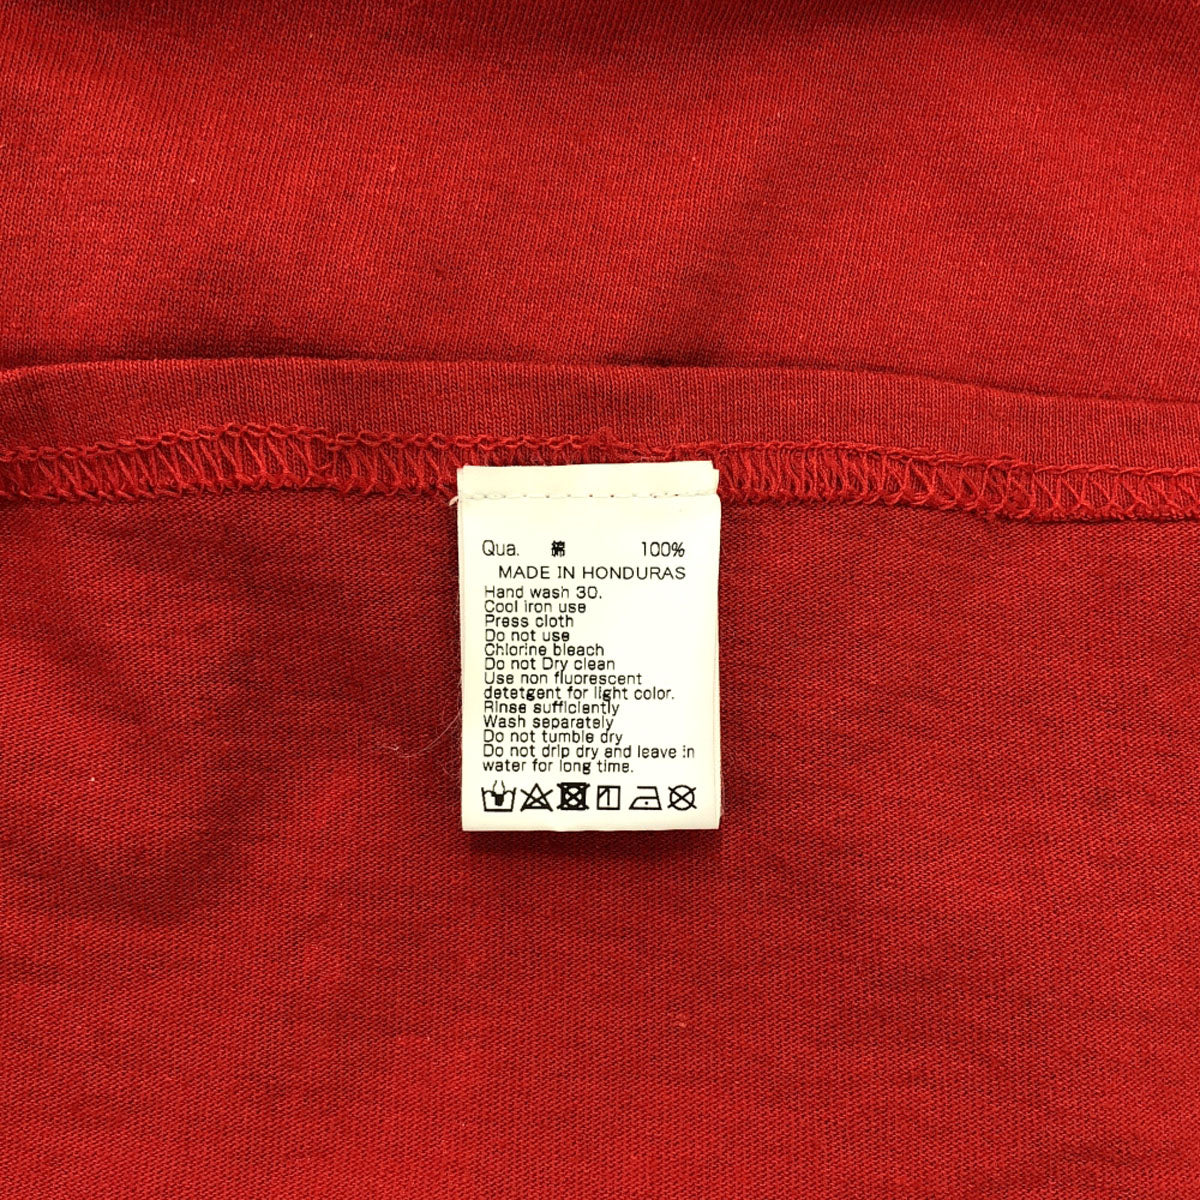 Qua. 綿 100%
MADE IN HONDURAS
Hand wash 30.
Cool iron use
Press cloth
Do not use
Chlorine bleach
Do not Dry clean
Use non fluorescent
detetgent for light color.
Rinse sufficiently
Wash separately
Do not tumble dry
Do not drip dry and leave in
water for long time.